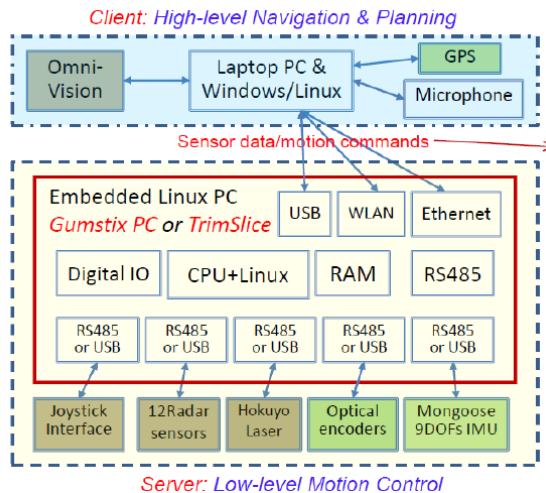 Client: High-level Navigation & Planning
Omni-
Vision
Laptop PC &
Windows/Linux
GPS
Microphone
Sensor data/motion commands
Embedded Linux PC
Gumstix PC or TrimSlice
USB
WLAN
Ethernet
Digital IO
CPU+Linux
RAM
RS485
RS485
or USB
RS485
or USB
RS485
or USB
RS485
or USB
RS485
or USB
Joystick
Interface
12Radar
sensors
Hokuyo
Laser
Optical
encoders
Mongoose
9DOFs IMU
Server: Low-level Motion Control